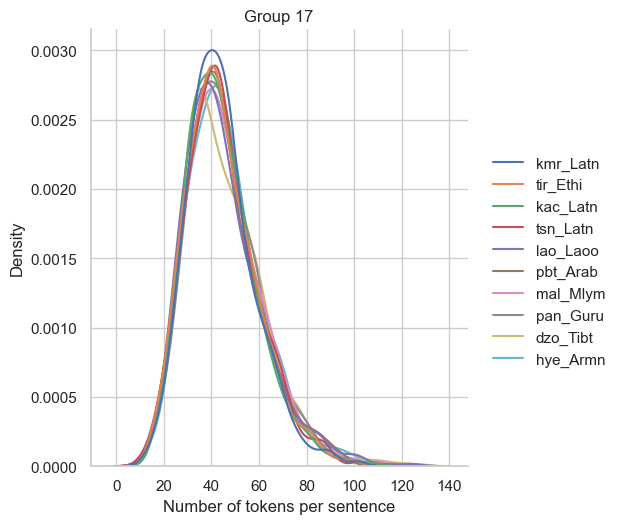 Group 17
0.0030
0.0025
0.0020
0.0015
0.0010
0.0005
0.0000
Density
0 20 40 60 80 100 120 140
Number of tokens per sentence
kmr_Latn
tir_Ethi
kac_Latn
tsn_Latn
lao_Laoo
pbt_Arab
mal_Mlym
pan_Guru
dzo_Tibt
hye_Armn